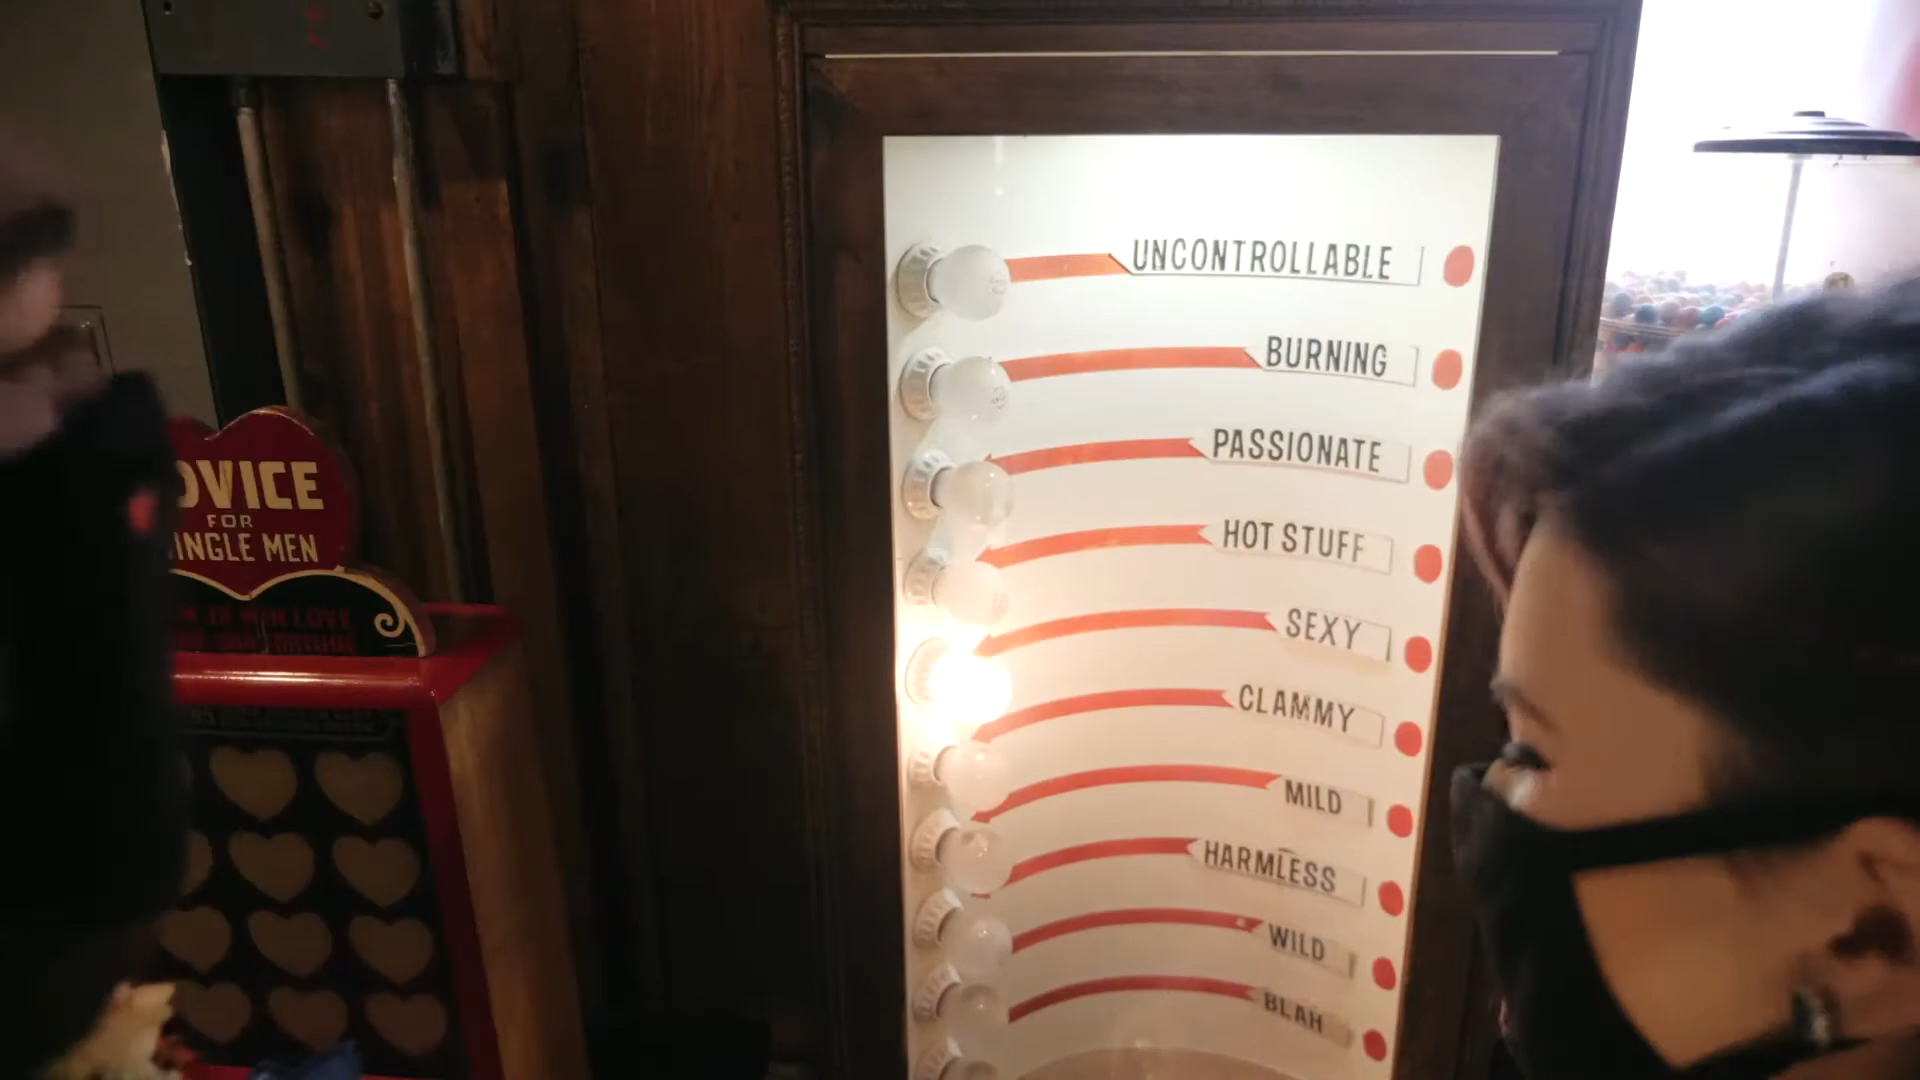 UNCONTROLLABLE
BURNING
PASSIONATE
HOT STUFF
SEXY
CLAMMY
MILD
HARMLESS
WILD
BLAH
DVICE
FOR
INGLE MEN